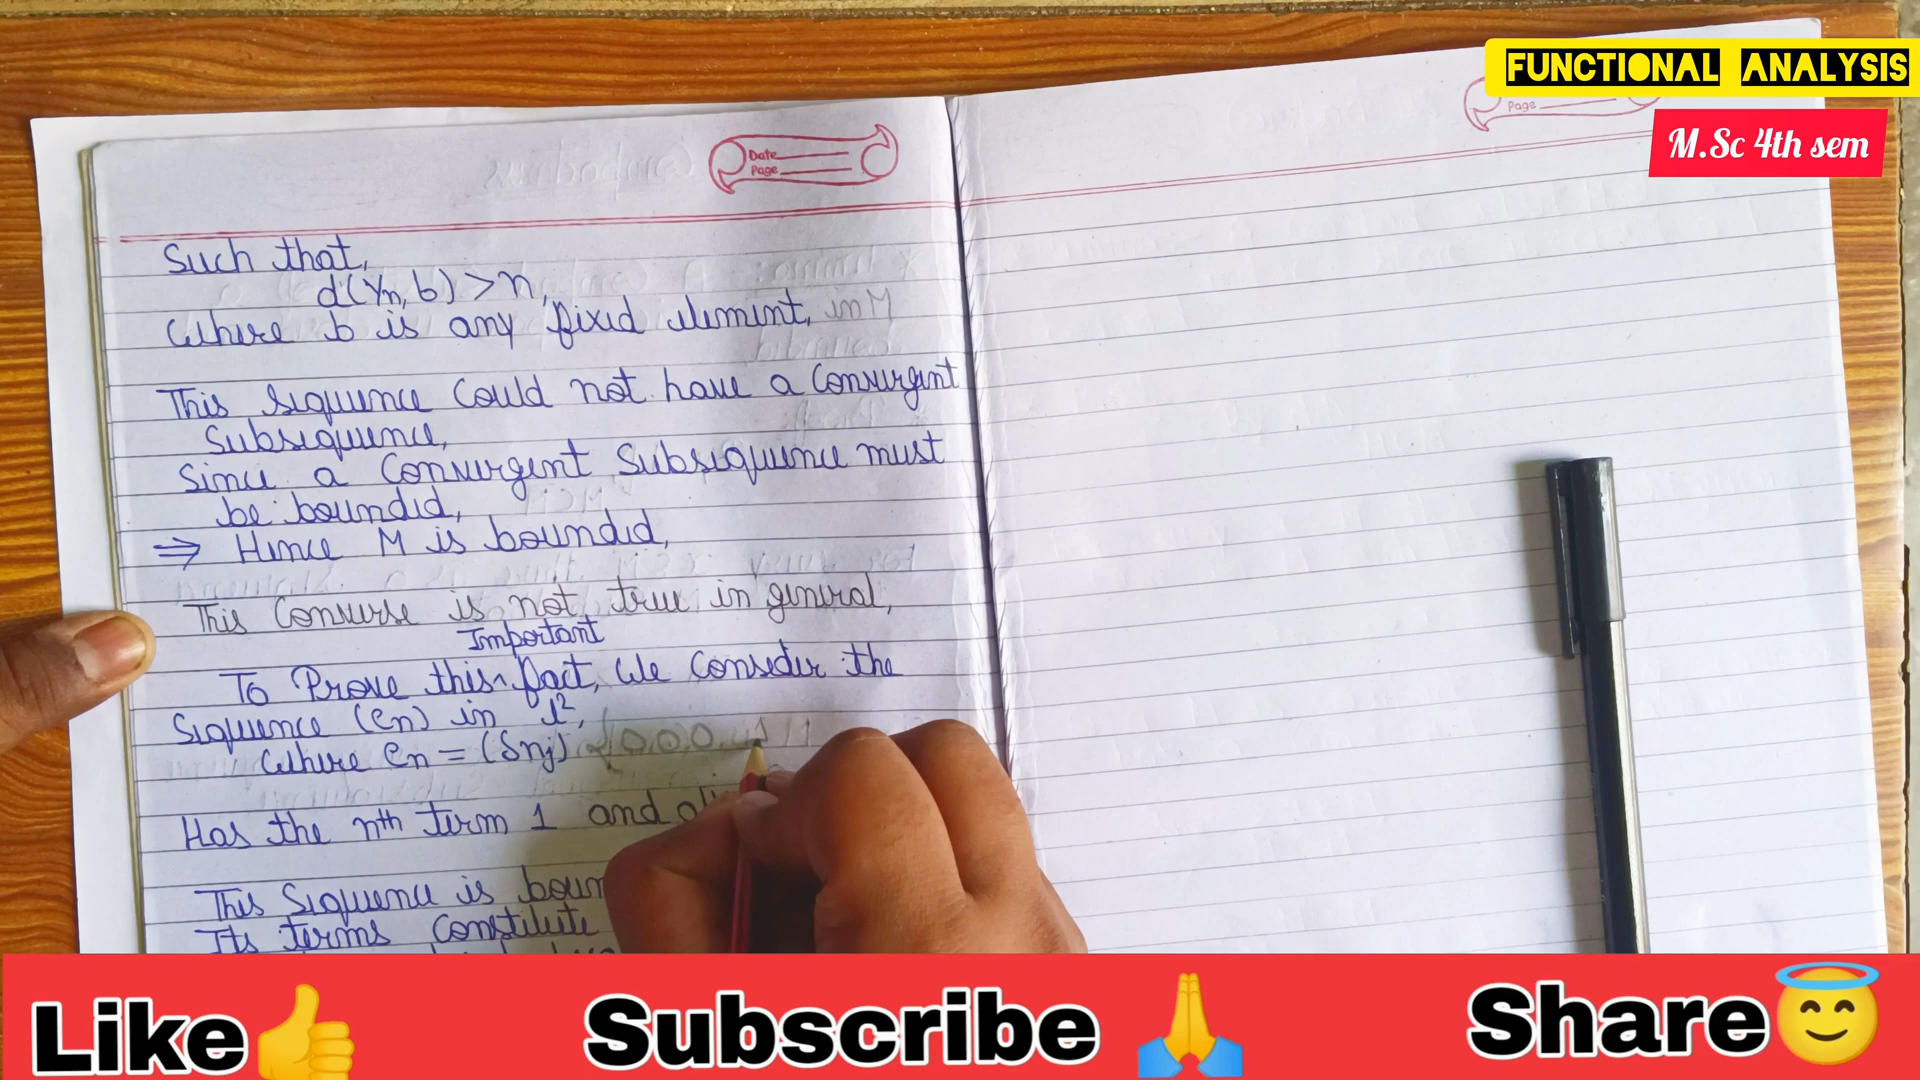 FUNCTIONAL ANALYSIS
M.Sc 4th sem
Date
Page
Page
Such that,
d(Yn, b) > n,
Where b is any fixed element, in M
This sequence Could not have a Convergent
Subsequence,
Since a Convergent Subsequence must
be bounded,
⇒ Hence M is bounded,
This Converse is not true in general,
Important
To Prove this^ fact, We Conseder the
Sequence (en) in l²,
Where en = (δnj)
Has the nth term 1 and
This Sequence is
Its terms Constitute
Like👍
Subscribe 🙏
Share😇